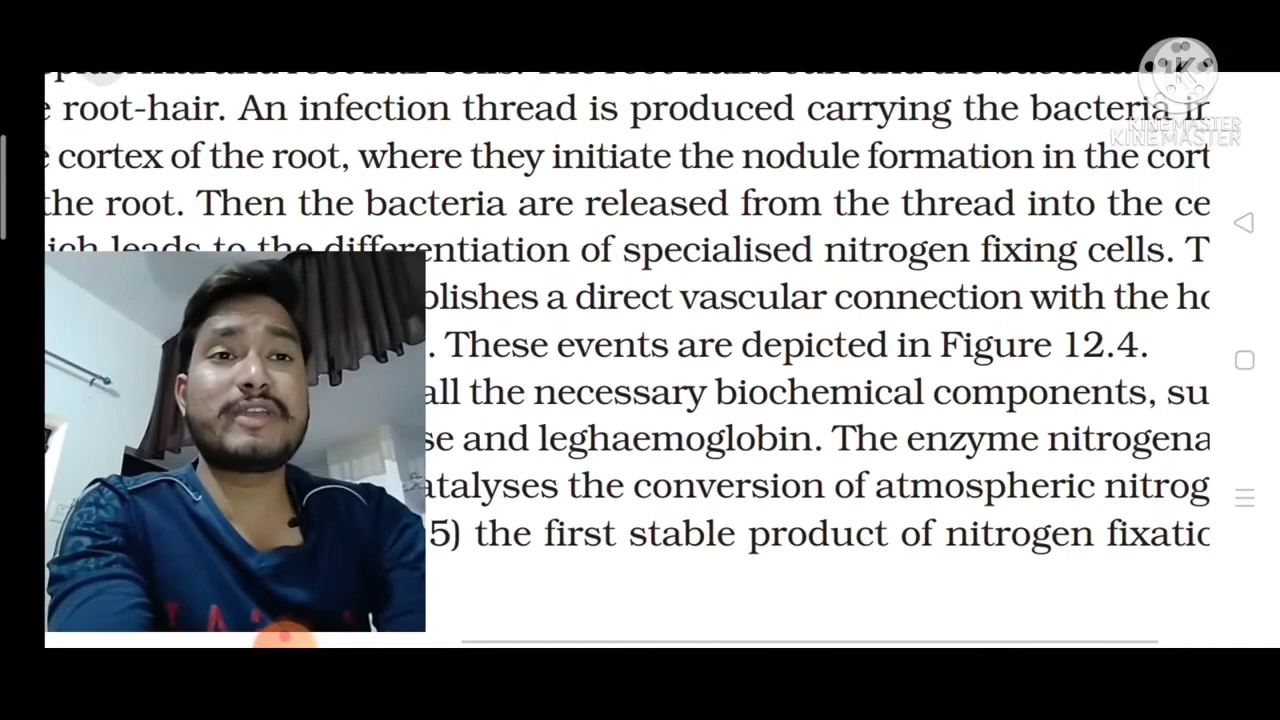 root-hair. An infection thread is produced carrying the bacteria
cortex of the root, where they initiate the nodule formation in the cort
the root. Then the bacteria are released from the thread into the ce
leads to the differentiation of specialised nitrogen fixing cells. T
blishes a direct vascular connection with the ho
. These events are depicted in Figure 12.4.
all the necessary biochemical components, su
se and leghaemoglobin. The enzyme nitrogena
atalyses the conversion of atmospheric nitrog
5) the first stable product of nitrogen fixatio
KINEMASTER
KINEMASTER